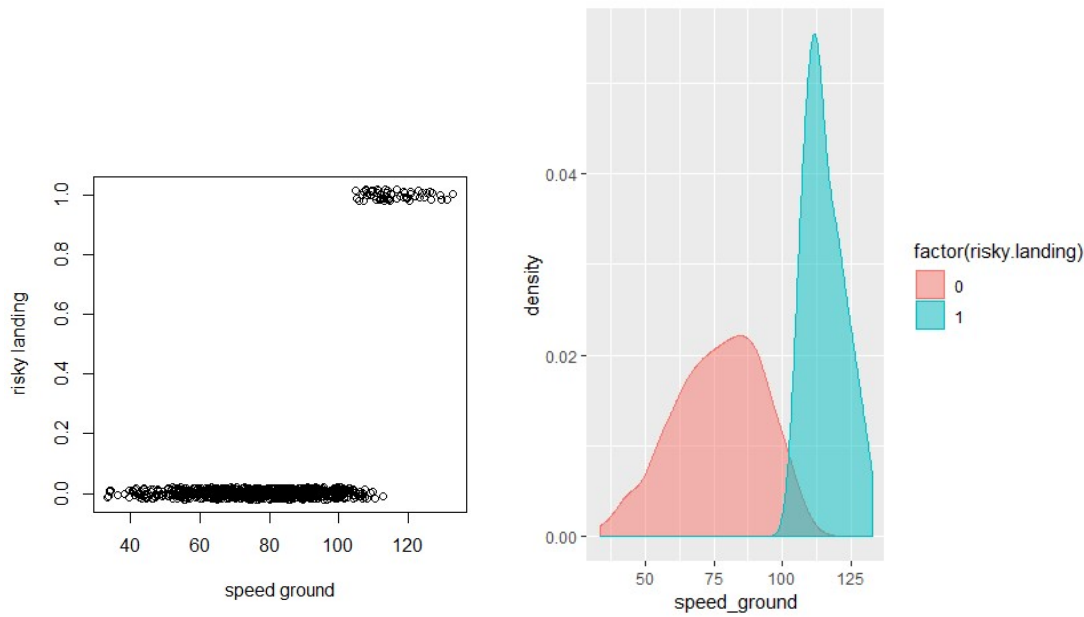 risky landing
1.0
0.8
0.6
0.4
0.2
0.0
40 60 80 100 120
speed ground
density
0.04
0.02
0.00
50 75 100 125
speed_ground
factor(risky.landing)
0
1